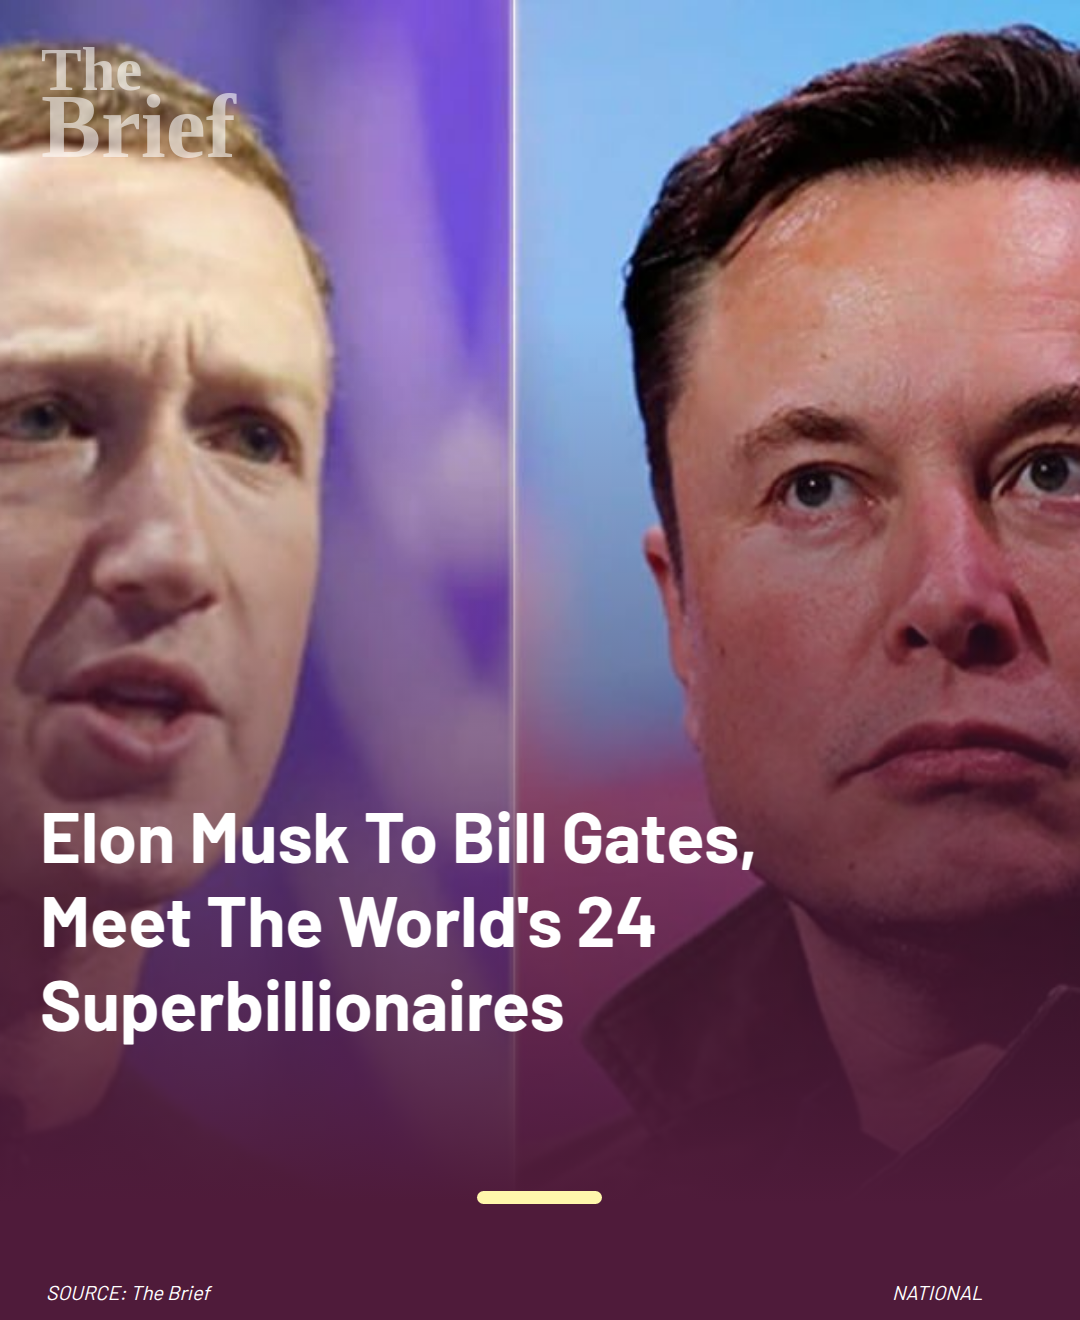 The
Brief
Elon Musk To Bill Gates,
Meet The World's 24
Superbillionaires
SOURCE: The Brief
NATIONAL